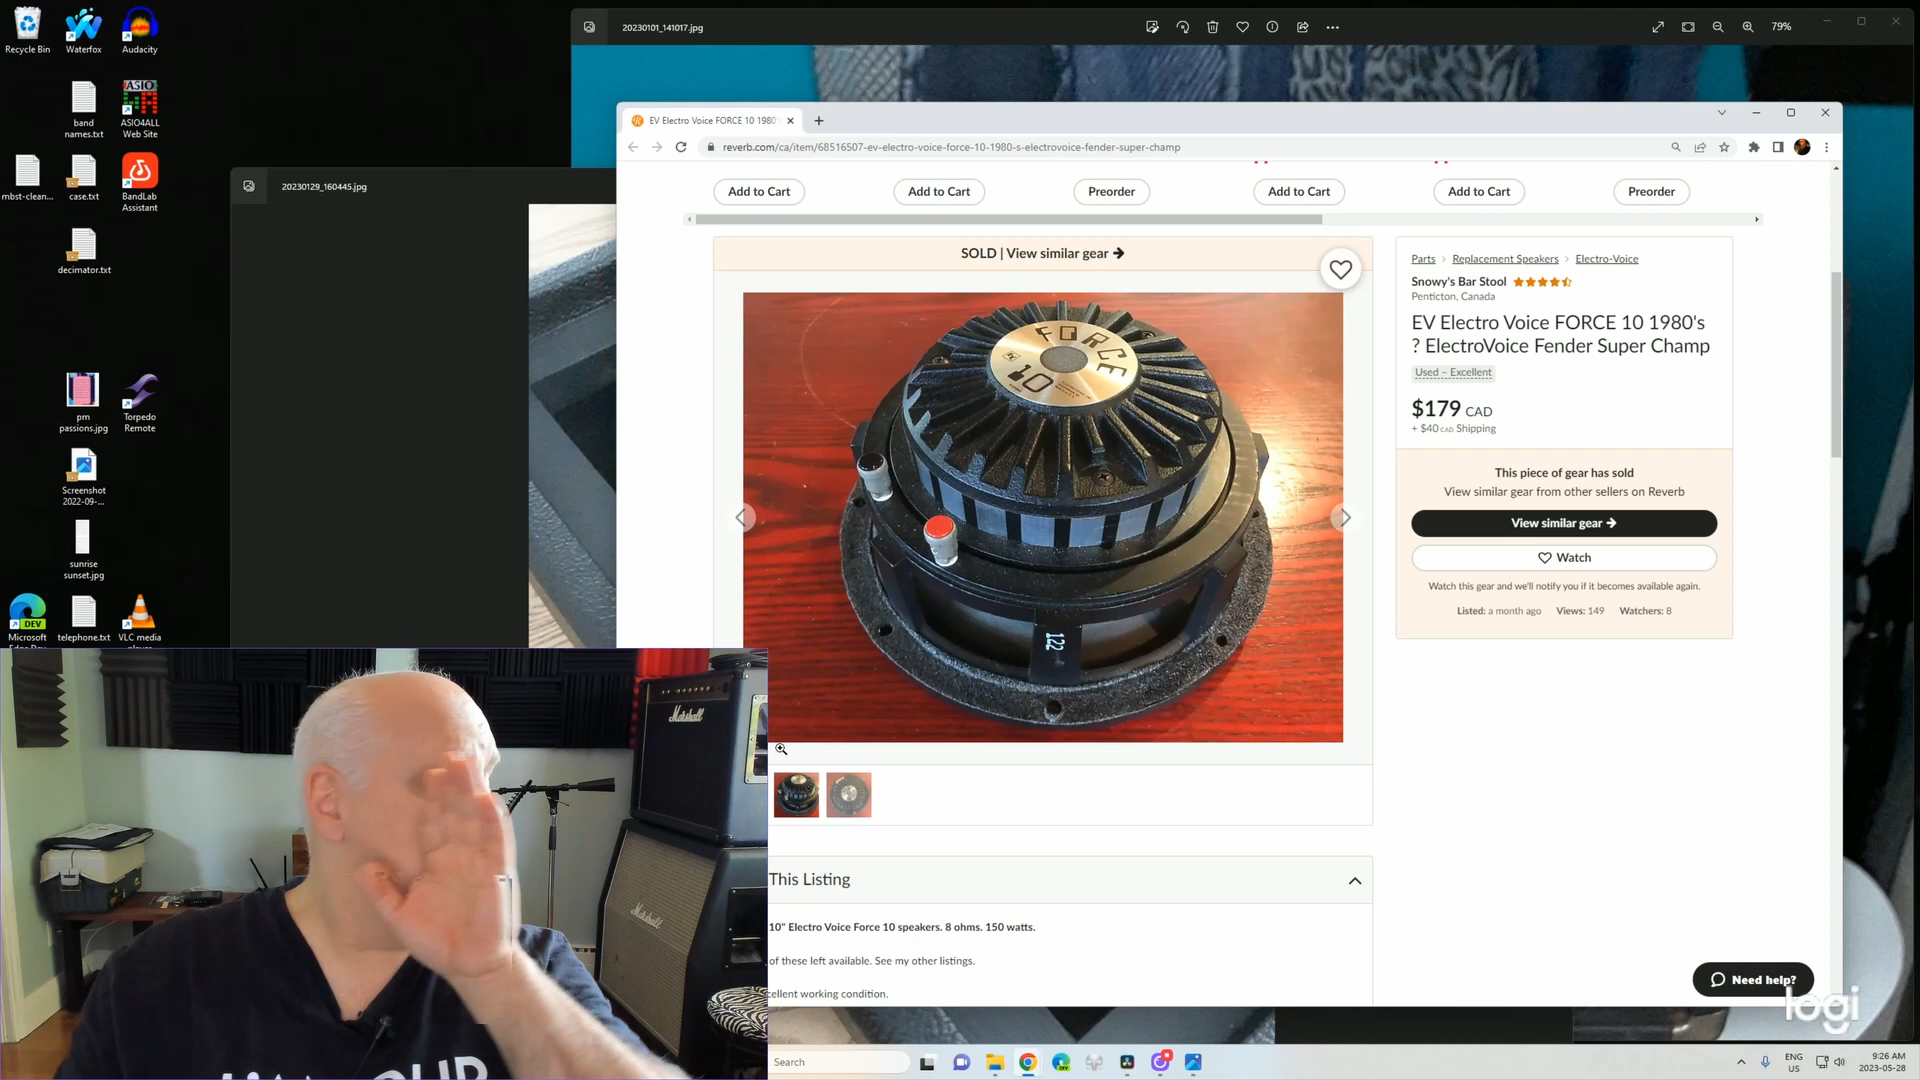 Recycle Bin
Waterfox
Audacity
band names.txt
ASIO4ALL Web Site
mbst-clean...
case.txt
BandLab Assistant
decimator.txt
pm passions.jpg
Torpedo Remote
Screenshot 2022-09-...
sunrise sunset.jpg
Microsoft
telephone.txt
VLC media
20230101_141017.jpg
79%
20230129_160445.jpg
EV Electro Voice FORCE 10 1980'
reverb.com/ca/item/68516507-ev-electro-voice-force-10-1980-s-electrovoice-fender-super-champ
Add to Cart
Add to Cart
Preorder
Add to Cart
Add to Cart
Preorder
SOLD | View similar gear →
FORCE
10
122
Parts > Replacement Speakers > Electro-Voice
Snowy's Bar Stool
Penticton, Canada
EV Electro Voice FORCE 10 1980's
? ElectroVoice Fender Super Champ
Used – Excellent
$179 CAD
+ $40 CAD Shipping
This piece of gear has sold
View similar gear from other sellers on Reverb
View similar gear →
Watch
Watch this gear and we'll notify you if it becomes available again.
Listed: a month ago Views: 149 Watchers: 8
This Listing
10" Electro Voice Force 10 speakers. 8 ohms. 150 watts.
of these left available. See my other listings.
cellent working condition.
Need help?
logi
Marshall
Marshall
Search
ENG
US
9:26 AM
2023-05-28